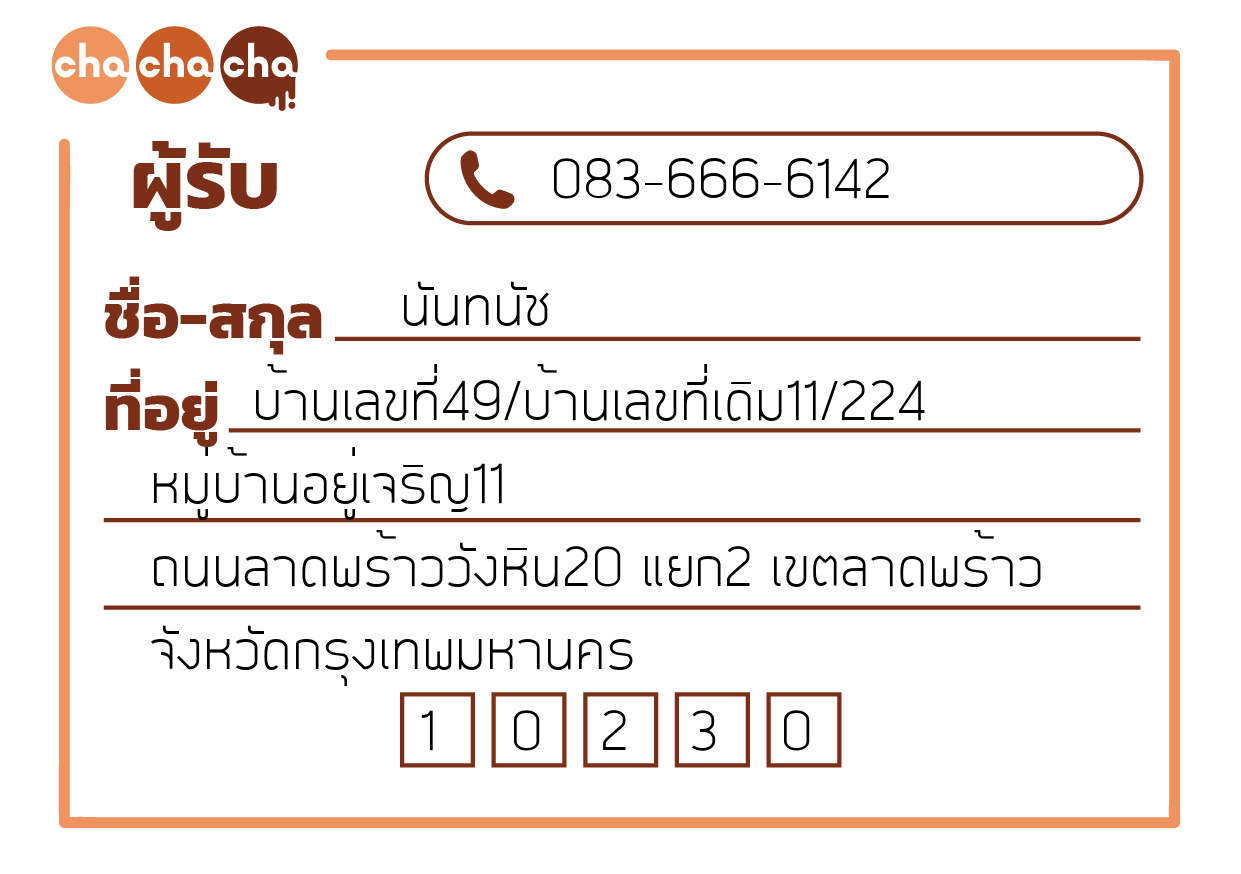 cha cha cha
ผู้รับ 083-666-6142
ชื่อ-สกุล นันทนัช
ที่อยู่ บ้านเลขที่49/บ้านเลขที่เดิม11/224
หมู่บ้านอยู่เจริญ11
ถนนลาดพร้าววังหิน20 แยก2 เขตลาดพร้าว
จังหวัดกรุงเทพมหานคร
1 0 2 3 0